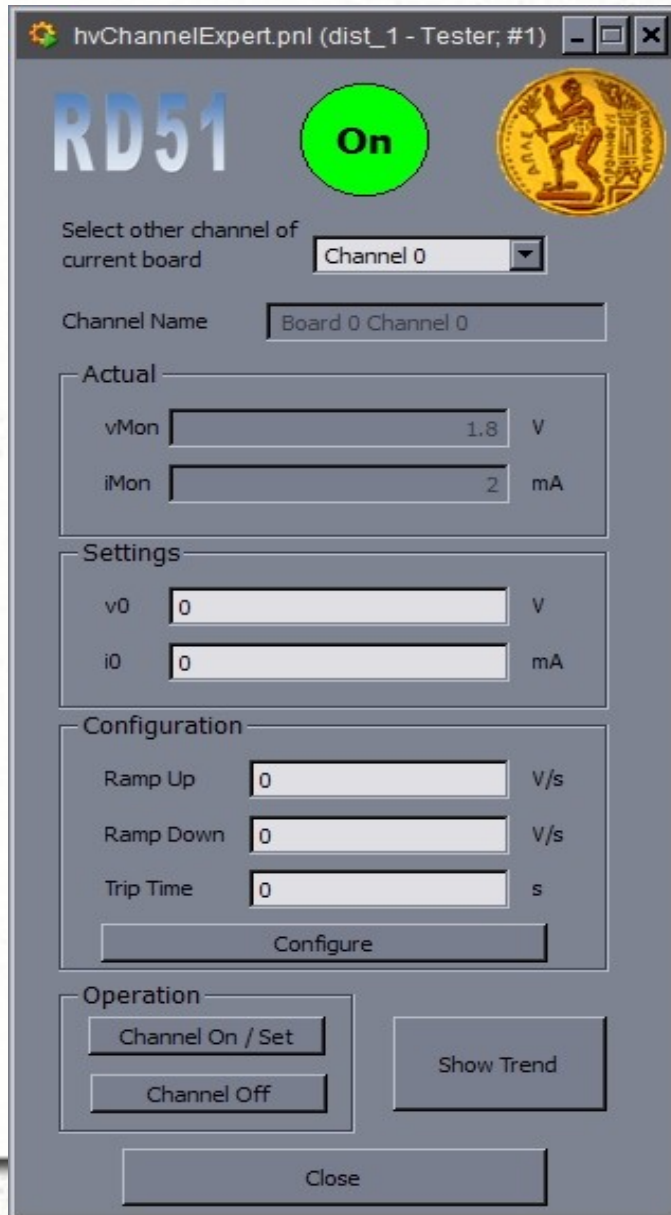 hvChannelExpert.pnl (dist_1 - Tester; #1)
RD51
On
Select other channel of
current board
Channel 0
Channel Name
Board 0 Channel 0
Actual
vMon
1.8
V
iMon
2
mA
Settings
v0
0
V
i0
0
mA
Configuration
Ramp Up
0
V/s
Ramp Down
0
V/s
Trip Time
0
s
Configure
Operation
Channel On / Set
Channel Off
Show Trend
Close